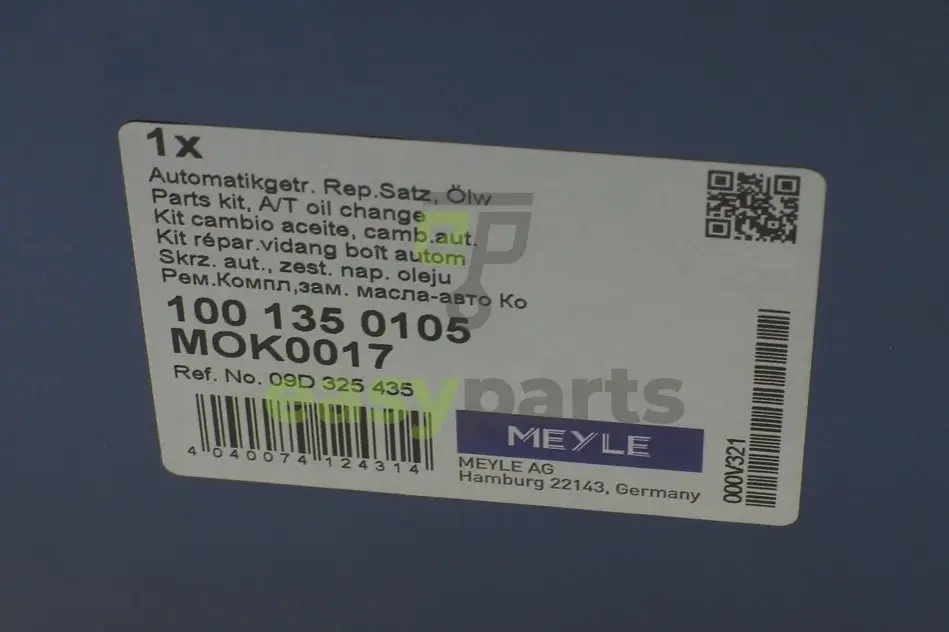 1x
Automatikgetr. Rep.Satz, Ölw
Parts kit, A/T oil change
Kit cambio aceite, camb.aut.
Kit répar.vidang boît autom
Skrz. aut., zest. nap. oleju
Рем.Компл,зам. масла-авто Ко
100 135 0105
MOK0017
Ref. No. 09D 325 435
4 040074 124314
MEYLE
MEYLE AG
Hamburg 22143, Germany
000V321
easyparts